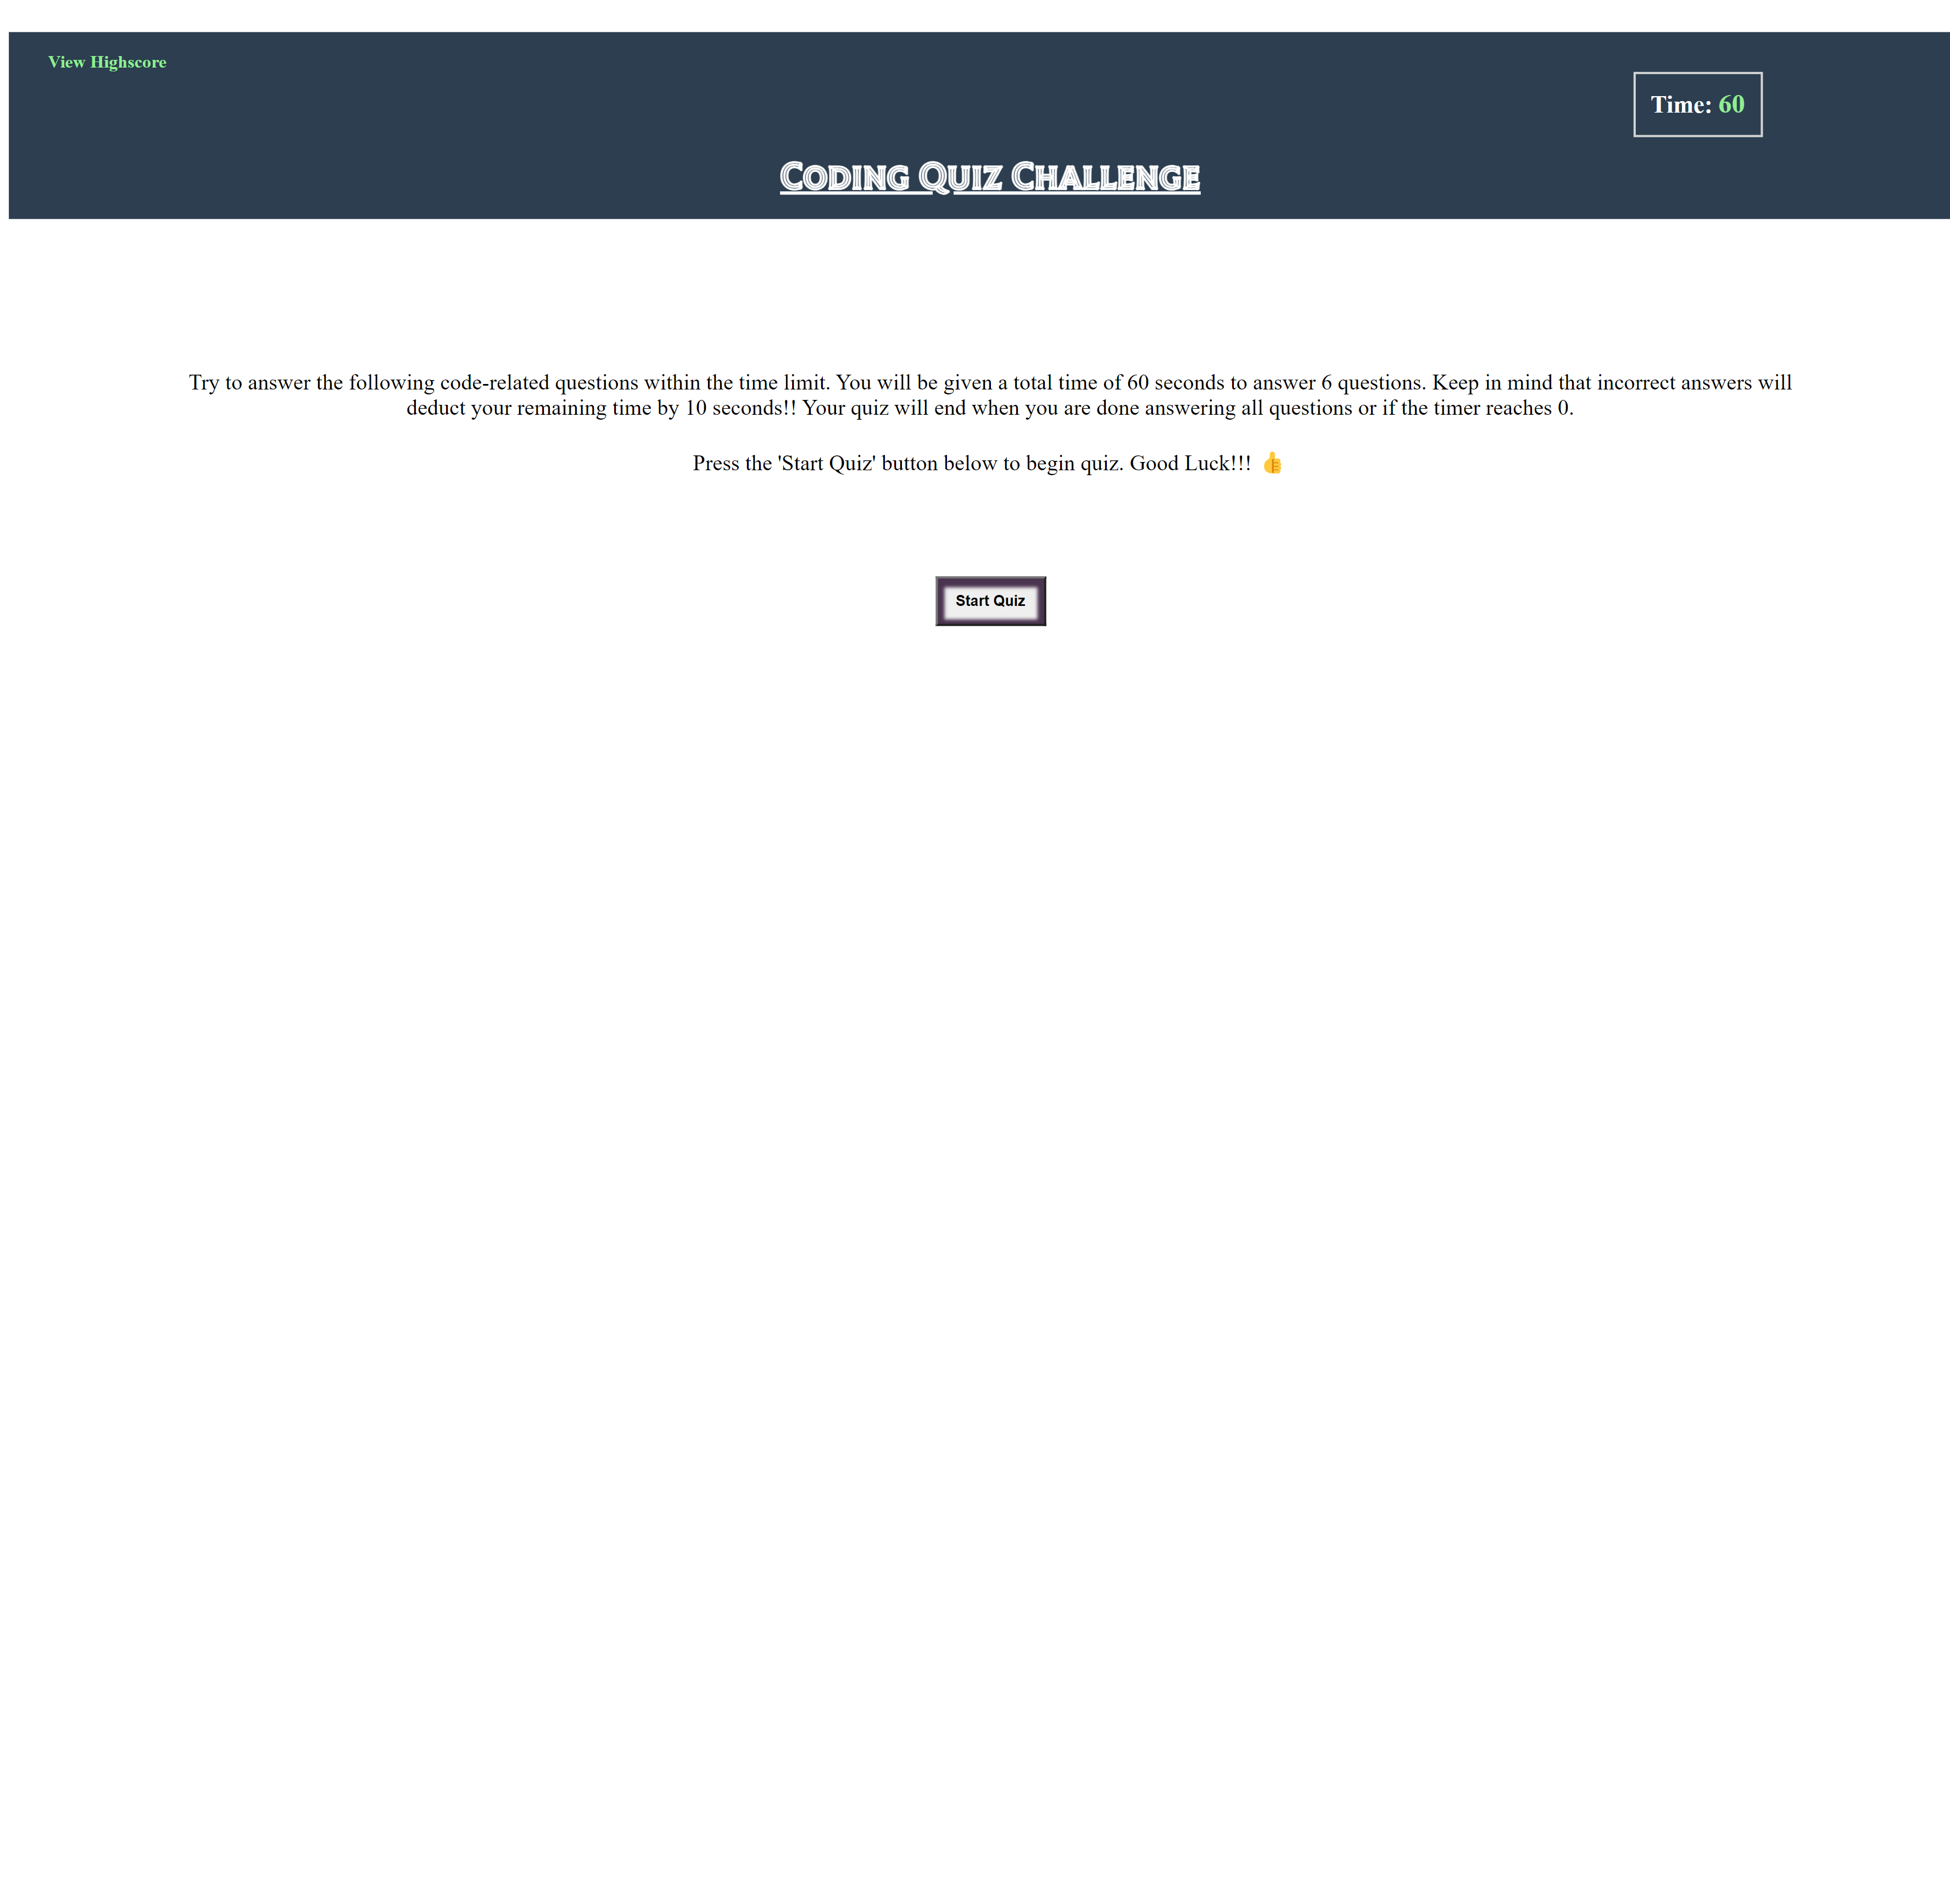 View Highscore
Time: 60
Coding Quiz Challenge
Try to answer the following code-related questions within the time limit. You will be given a total time of 60 seconds to answer 6 questions. Keep in mind that incorrect answers will
deduct your remaining time by 10 seconds!! Your quiz will end when you are done answering all questions or if the timer reaches 0.
Press the 'Start Quiz' button below to begin quiz. Good Luck!!! 👍
Start Quiz